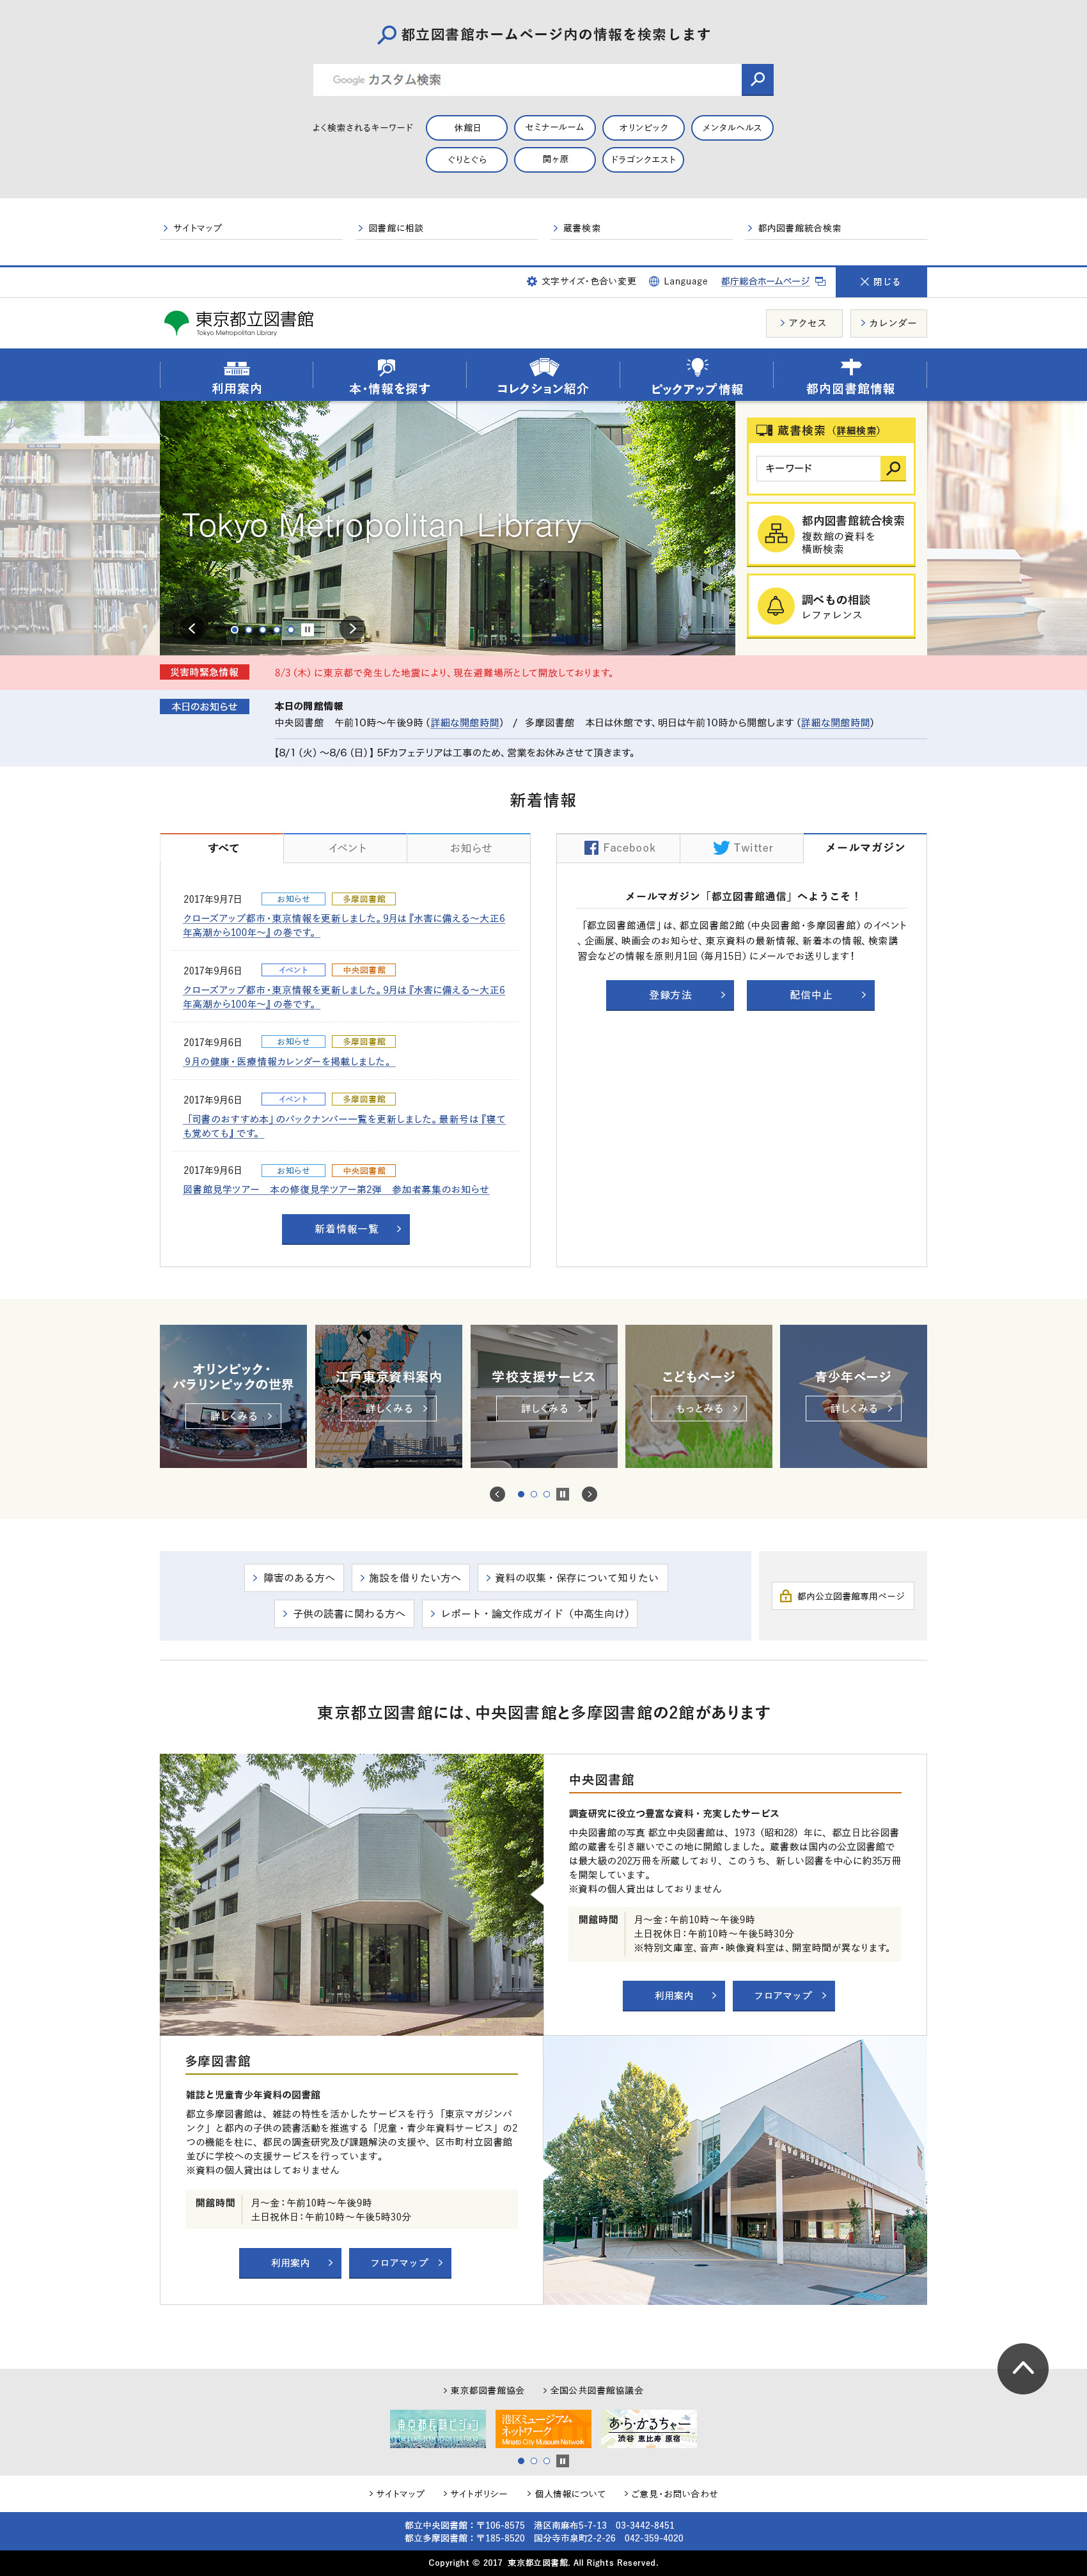 都立図書館ホームページ内の情報を検索します
Google カスタム検索
よく検索されるキーワード
休館日
セミナールーム
オリンピック
メンタルヘルス
ぐりとぐら
関ヶ原
ドラゴンクエスト
サイトマップ
図書館に相談
蔵書検索
都内図書館統合検索
文字サイズ・色合い変更
Language
都庁総合ホームページ
閉じる
東京都立図書館
Tokyo Metropolitan Library
アクセス
カレンダー
利用案内
本・情報を探す
コレクション紹介
ピックアップ情報
都内図書館情報
Tokyo Metropolitan Library
蔵書検索（詳細検索）
キーワード
都内図書館統合検索
複数館の資料を
横断検索
調べもの相談
レファレンス
災害時緊急情報
8/3（木）に東京都で発生した地震により、現在避難場所として開放しております。
本日のお知らせ
本日の開館情報
中央図書館　午前10時〜午後9時（詳細な開館時間）　/　多摩図書館　本日は休館です、明日は午前10時から開館します（詳細な開館時間）
【8/1（火）〜8/6（日）】5Fカフェテリアは工事のため、営業をお休みさせて頂きます。
新着情報
すべて
イベント
お知らせ
2017年9月7日
お知らせ
多摩図書館
クローズアップ都市・東京情報を更新しました。9月は『水害に備える〜大正6
年高潮から100年〜』の巻です。
2017年9月6日
イベント
中央図書館
クローズアップ都市・東京情報を更新しました。9月は『水害に備える〜大正6
年高潮から100年〜』の巻です。
2017年9月6日
お知らせ
多摩図書館
9月の健康・医療情報カレンダーを掲載しました。
2017年9月6日
イベント
多摩図書館
「司書のおすすめ本」のバックナンバー一覧を更新しました。最新号は『寝て
も覚めても』です。
2017年9月6日
お知らせ
中央図書館
図書館見学ツアー　本の修復見学ツアー第2弾　参加者募集のお知らせ
新着情報一覧
Facebook
Twitter
メールマガジン
メールマガジン「都立図書館通信」へようこそ！
「都立図書館通信」は、都立図書館2館（中央図書館・多摩図書館）のイベント
、企画展、映画会のお知らせ、東京資料の最新情報、新着本の情報、検索講
習会などの情報を原則月1回（毎月15日）にメールでお送りします！
登録方法
配信中止
オリンピック・
パラリンピックの世界
詳しくみる
江戸東京資料案内
詳しくみる
学校支援サービス
詳しくみる
こどもページ
もっとみる
青少年ページ
詳しくみる
障害のある方へ
施設を借りたい方へ
資料の収集・保存について知りたい
子供の読書に関わる方へ
レポート・論文作成ガイド（中高生向け）
都内公立図書館専用ページ
東京都立図書館には、中央図書館と多摩図書館の2館があります
中央図書館
調査研究に役立つ豊富な資料・充実したサービス
中央図書館の写真 都立中央図書館は、1973（昭和28）年に、都立日比谷図書
館の蔵書を引き継いでこの地に開館しました。蔵書数は国内の公立図書館で
は最大級の202万冊を所蔵しており、このうち、新しい図書を中心に約35万冊
を開架しています。
※資料の個人貸出はしておりません
開館時間
月〜金：午前10時〜午後9時
土日祝休日：午前10時〜午後5時30分
※特別文庫室、音声・映像資料室は、開室時間が異なります。
利用案内
フロアマップ
多摩図書館
雑誌と児童青少年資料の図書館
都立多摩図書館は、雑誌の特性を活かしたサービスを行う「東京マガジンバ
ンク」と都内の子供の読書活動を推進する「児童・青少年資料サービス」の2
つの機能を柱に、都民の調査研究及び課題解決の支援や、区市町村立図書館
並びに学校への支援サービスを行っています。
※資料の個人貸出はしておりません
開館時間
月〜金：午前10時〜午後9時
土日祝休日：午前10時〜午後5時30分
利用案内
フロアマップ
東京都図書館協会
全国公共図書館協議会
東京都長期ビジョン
港区ミュージアム
ネットワーク
Minato City Museum Network
あ・ら・かるちゃー
渋谷 恵比寿 原宿
サイトマップ
サイトポリシー
個人情報について
ご意見・お問い合わせ
都立中央図書館：〒106-8575　港区南麻布5-7-13　03-3442-8451
都立多摩図書館：〒185-8520　国分寺市泉町2-2-26　042-359-4020
Copyright © 2017 東京都立図書館. All Rights Reserved.